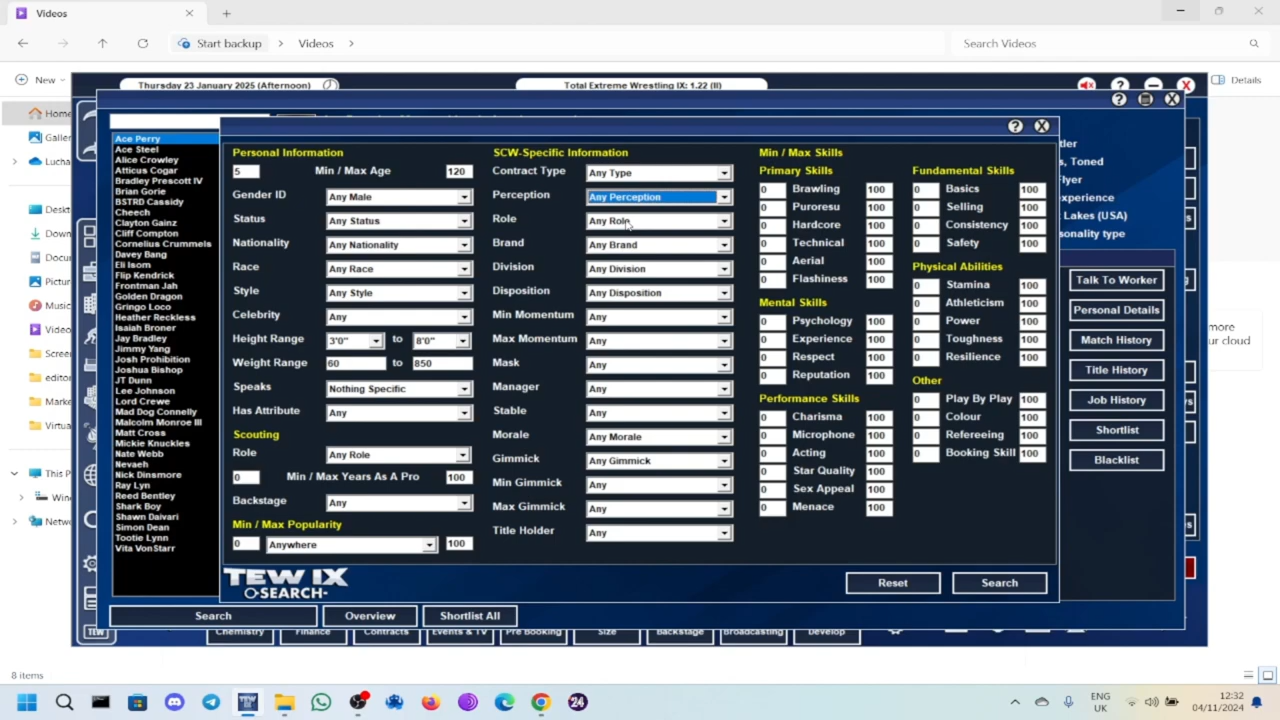 Videos
Start backup
Videos
Search Videos
New
Details
Thursday 23 January 2025 (Afternoon)
Total Extreme Wrestling IX: 1.22 (II)
Home
Ace Perry
Ace Steel
Alice Crowley
Atticus Cogar
Bradley Prescott IV
Brian Gorie
BSTRD Cassidy
Cheech
Clayton Gainz
Cliff Compton
Cornelius Crummels
Davey Bang
Eli Isom
Flip Kendrick
Frontman Jah
Golden Dragon
Gringo Loco
Heather Reckless
Isaiah Broner
Jay Bradley
Jimmy Yang
Josh Prohibition
Joshua Bishop
JT Dunn
Lee Johnson
Lord Crewe
Mad Dog Connelly
Malcolm Monroe III
Matt Cross
Mickie Knuckles
Nate Webb
Nevaeh
Nick Dinsmore
Ray Lyn
Reed Bentley
Shark Boy
Shawn Daivari
Simon Dean
Tootie Lynn
Vita VonStarr
Personal Information
5 Min / Max Age 120
Gender ID Any Male
Status Any Status
Nationality Any Nationality
Race Any Race
Style Any Style
Celebrity Any
Height Range 3'0" to 8'0"
Weight Range 60 to 850
Speaks Nothing Specific
Has Attribute Any
Scouting
Role Any Role
0 Min / Max Years As A Pro 100
Backstage Any
Min / Max Popularity
0 Anywhere 100
SCW-Specific Information
Contract Type Any Type
Perception Any Perception
Role Any Role
Brand Any Brand
Division Any Division
Disposition Any Disposition
Min Momentum Any
Max Momentum Any
Mask Any
Manager Any
Stable Any
Morale Any Morale
Gimmick Any Gimmick
Min Gimmick Any
Max Gimmick Any
Title Holder Any
Min / Max Skills
Primary Skills
0 Brawling 100
0 Puroresu 100
0 Hardcore 100
0 Technical 100
0 Aerial 100
0 Flashiness 100
Mental Skills
0 Psychology 100
0 Experience 100
0 Respect 100
0 Reputation 100
Performance Skills
0 Charisma 100
0 Microphone 100
0 Acting 100
0 Star Quality 100
0 Sex Appeal 100
0 Menace 100
Fundamental Skills
0 Basics 100
0 Selling 100
0 Consistency 100
0 Safety 100
Physical Abilities
0 Stamina 100
0 Athleticism 100
0 Power 100
0 Toughness 100
0 Resilience 100
Other
0 Play By Play 100
0 Colour 100
0 Refereeing 100
0 Booking Skill 100
TEW IX
SEARCH-
Reset
Search
, Toned
Flyer
Lakes (USA)
Talk To Worker
Personal Details
Match History
Title History
Job History
Shortlist
Blacklist
more
ur cloud
Search
Overview
Shortlist All
TEW
Chemistry
Finance
Contracts
Events & TV
Pre Booking
Size
Backstage
Broadcasting
Develop
8 items
ENG
UK
12:32
04/11/2024